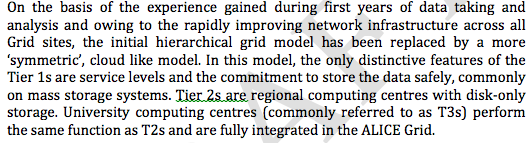 On the basis of the experience gained during first years of data taking and
analysis and owing to the rapidly improving network infrastructure across all
Grid sites, the initial hierarchical grid model has been replaced by a more
‘symmetric’, cloud like model. In this model, the only distinctive features of the
Tier 1s are service levels and the commitment to store the data safely, commonly
on mass storage systems. Tier 2s are regional computing centres with disk-only
storage. University computing centres (commonly referred to as T3s) perform
the same function as T2s and are fully integrated in the ALICE Grid.